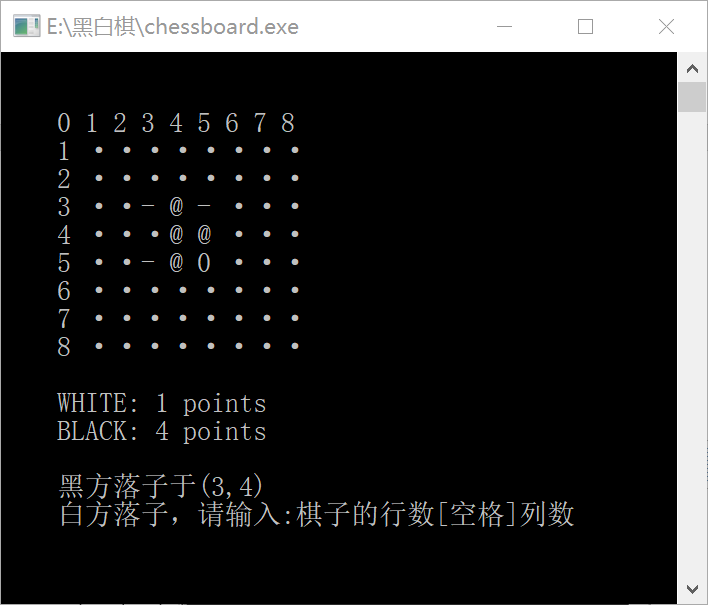 E:\黑白棋\chessboard.exe
0 1 2 3 4 5 6 7 8
1 • • • • • • • •
2 • • • • • • • •
3 • • - @ - • • •
4 • • • @ @ • • •
5 • • - @ O • • •
6 • • • • • • • •
7 • • • • • • • •
8 • • • • • • • •
WHITE: 1 points
BLACK: 4 points
黑方落子于(3,4)
白方落子，请输入:棋子的行数[空格]列数